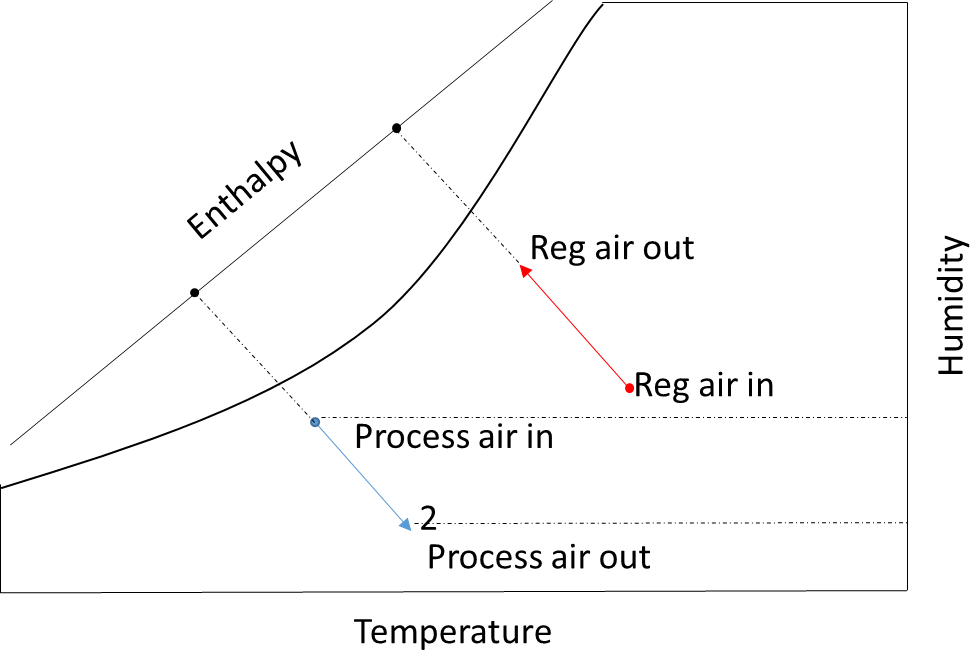 Enthalpy
Reg air out
Humidity
Reg air in
Process air in
2
Process air out
Temperature